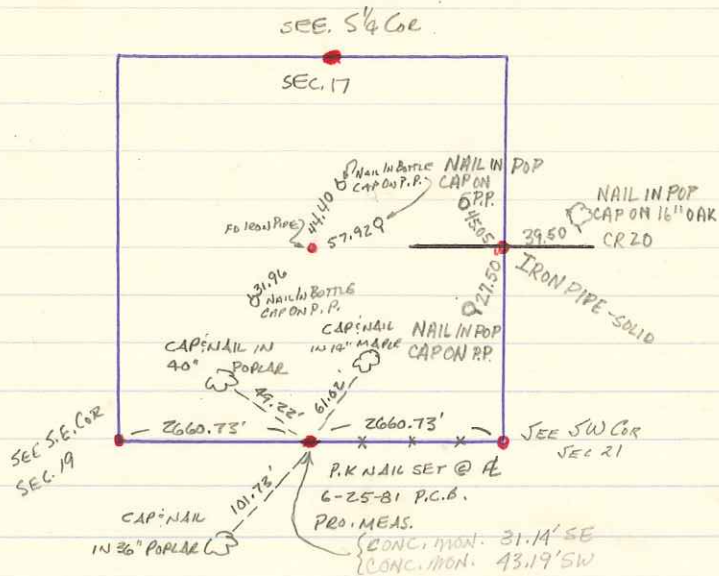 SEE. S 1/4 COR
SEC. 17
NAIL IN BOTTLE
CAP ON P.P.
NAIL IN POP
CAP ON
P.P.
44.40
57.92
45.05
FD IRON PIPE
NAIL IN POP
CAP ON 16" OAK
39.50
CR 20
31.96
NAIL IN BOTTLE
CAP ON P.P.
27.50
IRON PIPE-SOLID
NAIL IN POP
CAP ON P.P.
CAP & NAIL IN
40" POPLAR
CAP & NAIL
IN 14" MAPLE
49.22'
61.62'
SEE S.E. COR
SEC. 19
2660.73'
2660.73'
SEE SW COR
SEC 21
P.K NAIL SET @ PL
6-25-81 P.C.B.
101.73'
CAP & NAIL
IN 36" POPLAR
PRO. MEAS.
CONC. MON. 31.14' SE
CONC. MON. 43.19' SW